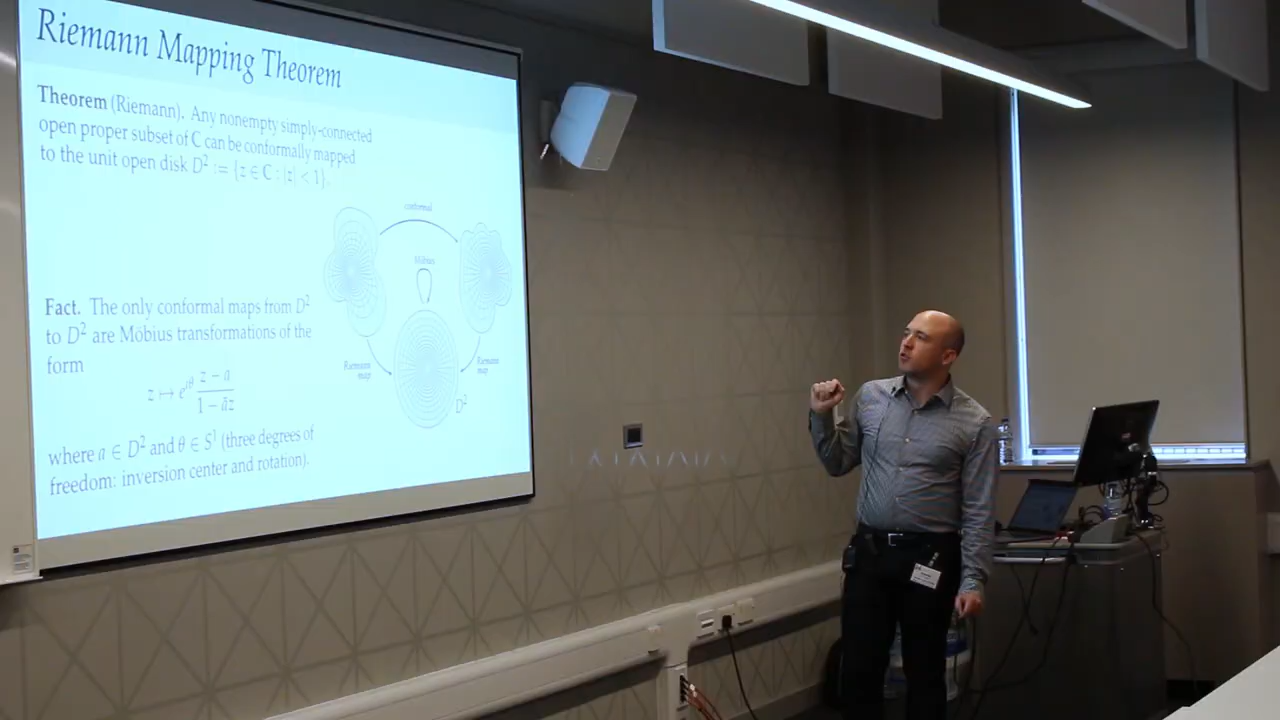 Riemann Mapping Theorem
Theorem (Riemann). Any nonempty simply-connected
open proper subset of C can be conformally mapped
to the unit open disk D² := {z ∈ C : |z| < 1}.
conformal
Möbius
Riemann
map
Riemann
map
D²
Fact. The only conformal maps from D²
to D² are Möbius transformations of the
form
z ↦ e^{iθ} (z − a) / (1 − āz)
where a ∈ D² and θ ∈ S¹ (three degrees of
freedom: inversion center and rotation).